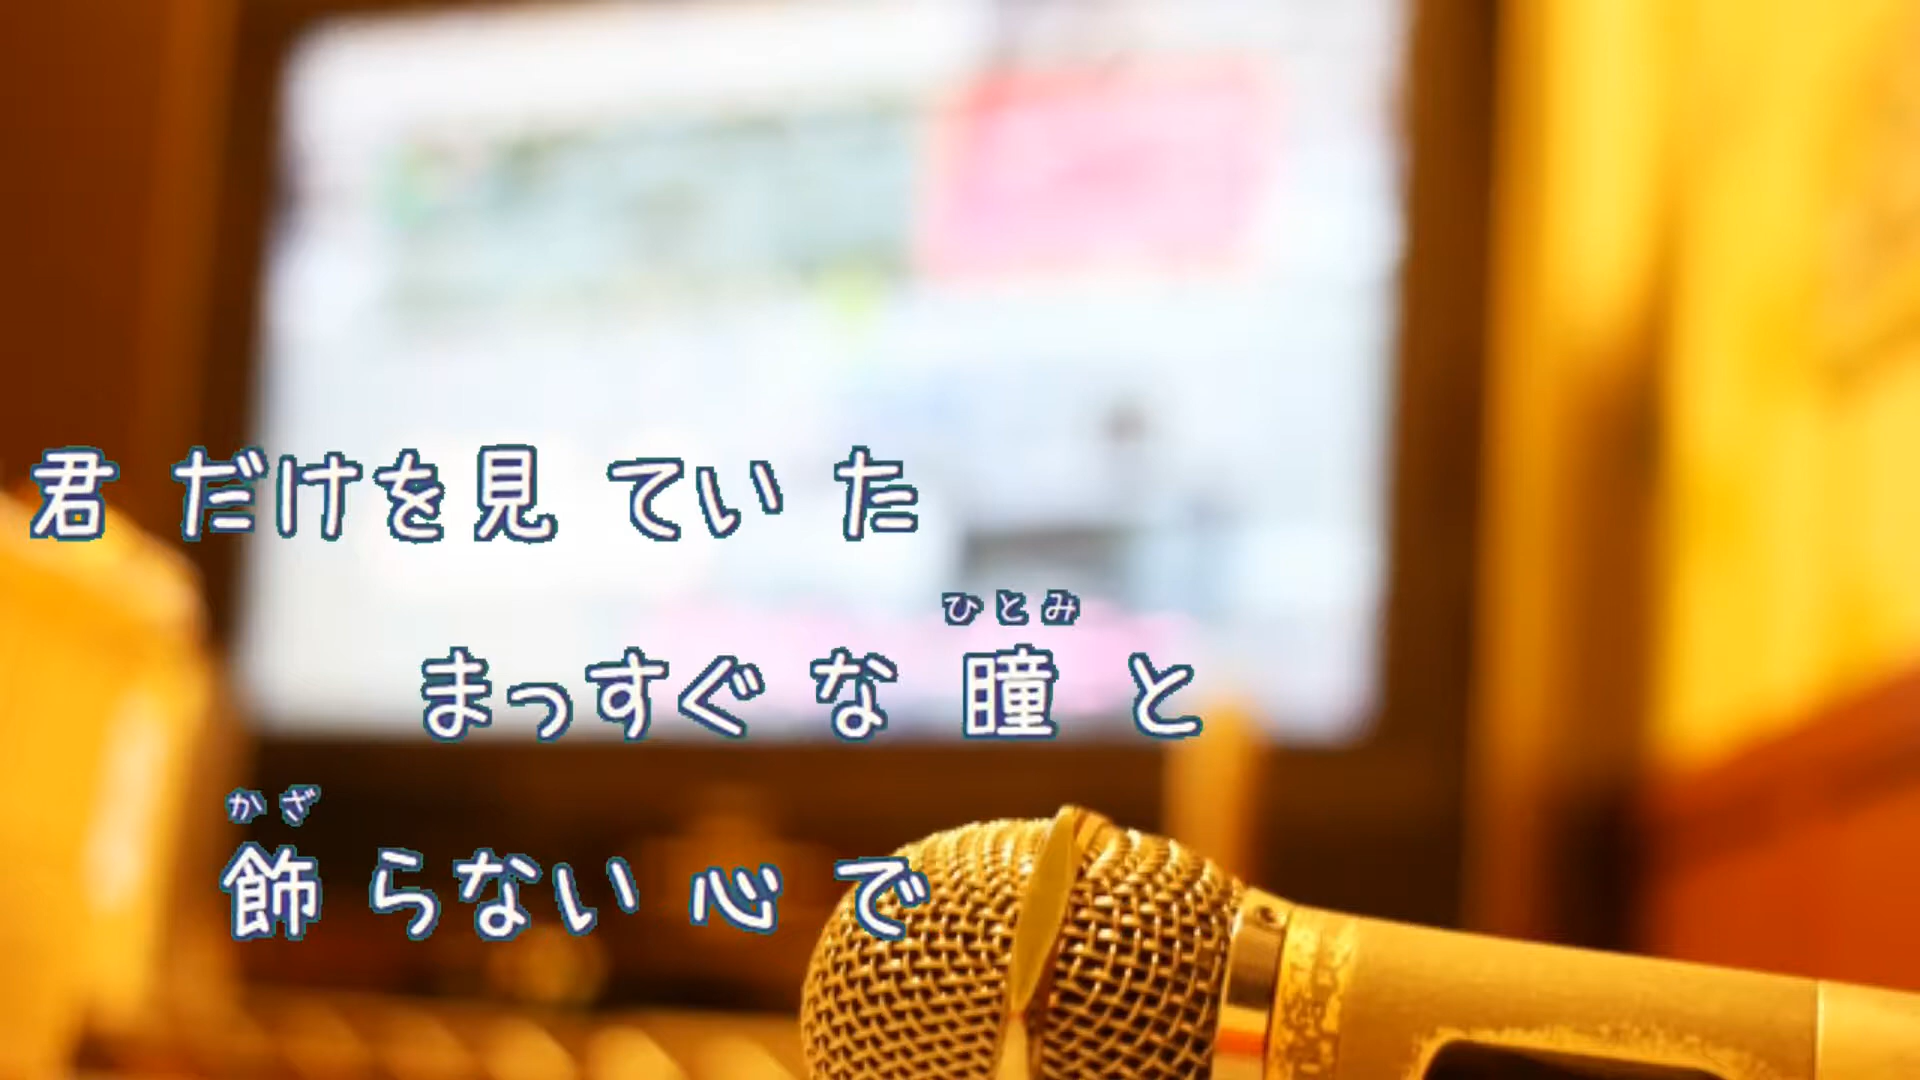 君だけを見ていた
ひとみ
まっすぐな瞳と
かざ
飾らない心で